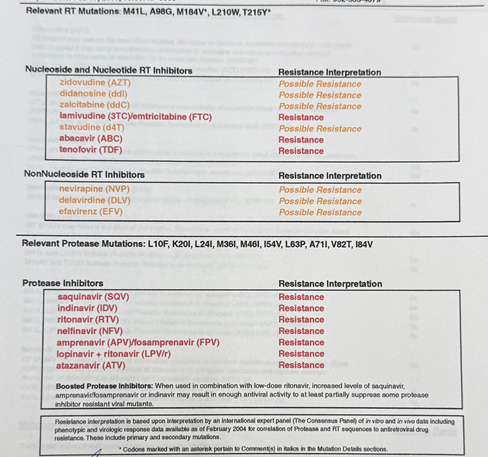 Relevant RT Mutations: M41L, A98G, M184V*, L210W, T215Y*
Nucleoside and Nucleotide RT Inhibitors Resistance Interpretation
zidovudine (AZT) Possible Resistance
didanosine (ddI) Possible Resistance
zalcitabine (ddC) Possible Resistance
lamivudine (3TC)/emtricitabine (FTC) Resistance
stavudine (d4T) Possible Resistance
abacavir (ABC) Resistance
tenofovir (TDF) Resistance
NonNucleoside RT Inhibitors Resistance Interpretation
nevirapine (NVP) Possible Resistance
delavirdine (DLV) Possible Resistance
efavirenz (EFV) Possible Resistance
Relevant Protease Mutations: L10F, K20I, L24I, M36I, M46I, I54V, L63P, A71I, V82T, I84V
Protease Inhibitors Resistance Interpretation
saquinavir (SQV) Resistance
indinavir (IDV) Resistance
ritonavir (RTV) Resistance
nelfinavir (NFV) Resistance
amprenavir (APV)/fosamprenavir (FPV) Resistance
lopinavir + ritonavir (LPV/r) Resistance
atazanavir (ATV) Resistance
Boosted Protease Inhibitors: When used in combination with low-dose ritonavir, increased levels of saquinavir,
amprenavir/fosamprenavir or indinavir may result in enough antiviral activity to at least partially suppress some protease
inhibitor resistant viral mutants.
Resistance interpretation is based upon interpretation by an international expert panel (The Consensus Panel) of in vitro and in vivo data including
phenotypic and virologic response data available as of February 2004 for correlation of Protease and RT sequences to antiretroviral drug
resistance. These include primary and secondary mutations.
* Codons marked with an asterisk pertain to Comment(s) in italics in the Mutation Details sections.